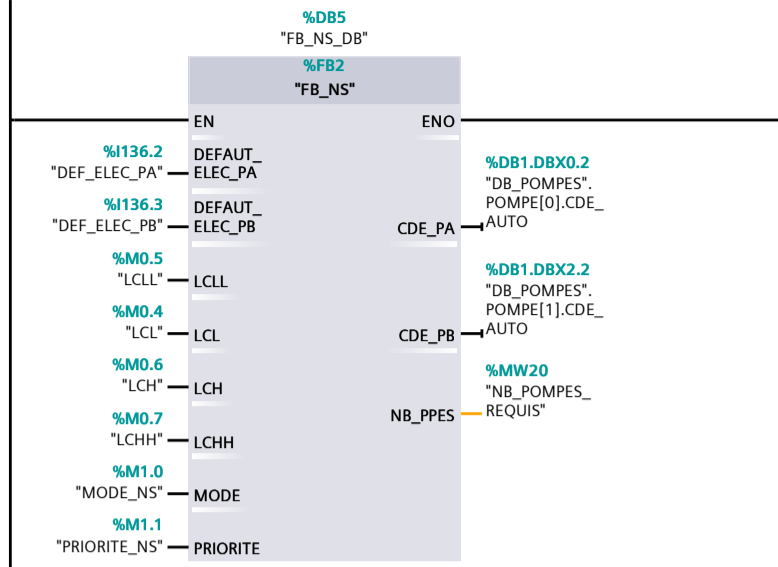 %DB5
"FB_NS_DB"
%FB2
"FB_NS"
EN
ENO
%I136.2
"DEF_ELEC_PA"
DEFAUT_
ELEC_PA
%I136.3
"DEF_ELEC_PB"
DEFAUT_
ELEC_PB
CDE_PA
%DB1.DBX0.2
"DB_POMPES".
POMPE[0].CDE_
AUTO
%M0.5
"LCLL"
LCLL
%M0.4
"LCL"
LCL
CDE_PB
%DB1.DBX2.2
"DB_POMPES".
POMPE[1].CDE_
AUTO
%M0.6
"LCH"
LCH
NB_PPES
%MW20
"NB_POMPES_
REQUIS"
%M0.7
"LCHH"
LCHH
%M1.0
"MODE_NS"
MODE
%M1.1
"PRIORITE_NS"
PRIORITE